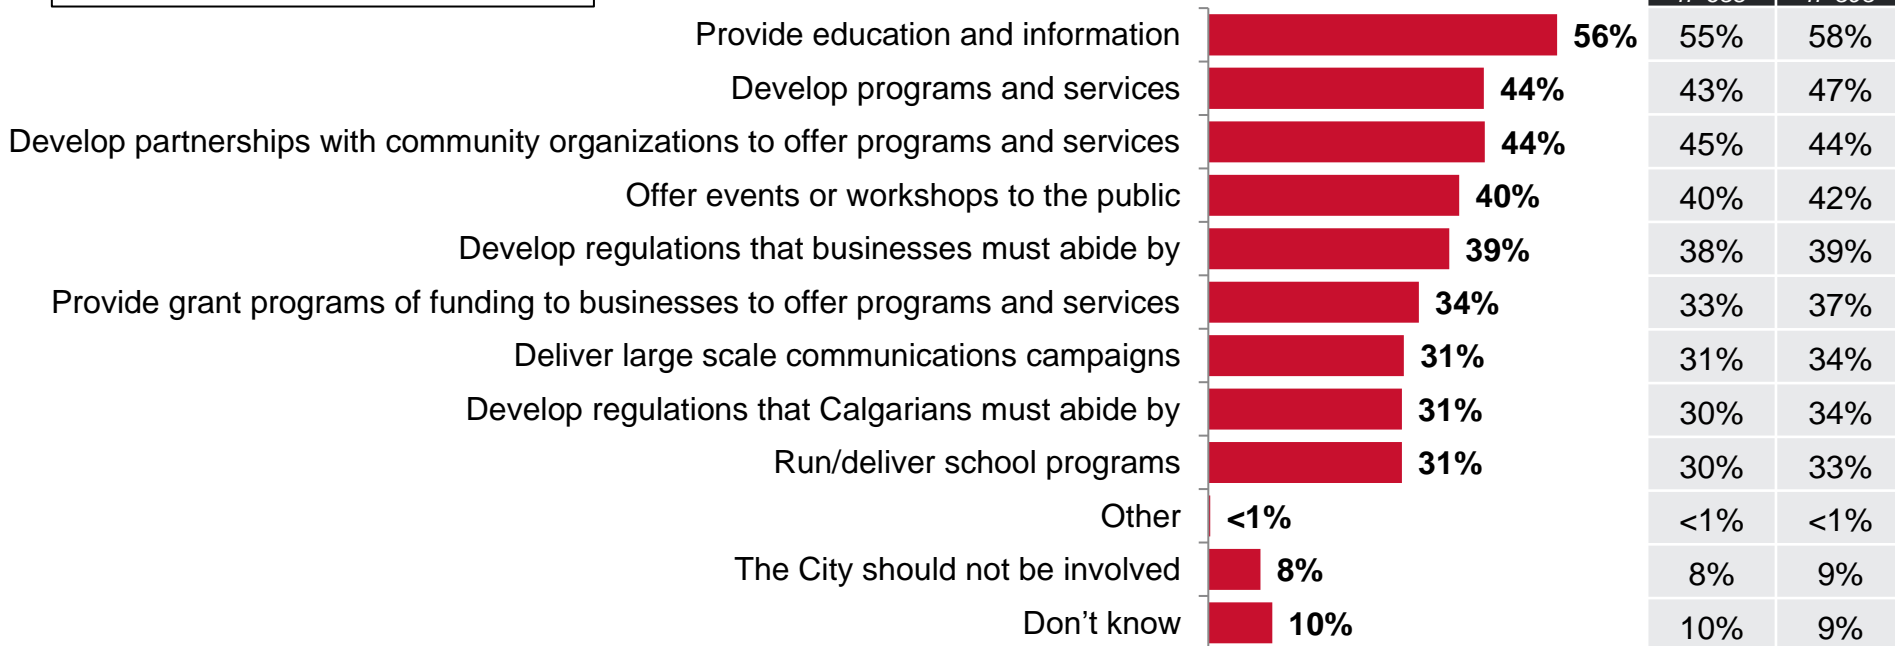 Provide education and information 56% 55% 58%
Develop programs and services 44% 43% 47%
Develop partnerships with community organizations to offer programs and services 44% 45% 44%
Offer events or workshops to the public 40% 40% 42%
Develop regulations that businesses must abide by 39% 38% 39%
Provide grant programs of funding to businesses to offer programs and services 34% 33% 37%
Deliver large scale communications campaigns 31% 31% 34%
Develop regulations that Calgarians must abide by 31% 30% 34%
Run/deliver school programs 31% 30% 33%
Other <1% <1% <1%
The City should not be involved 8% 8% 9%
Don’t know 10% 10% 9%